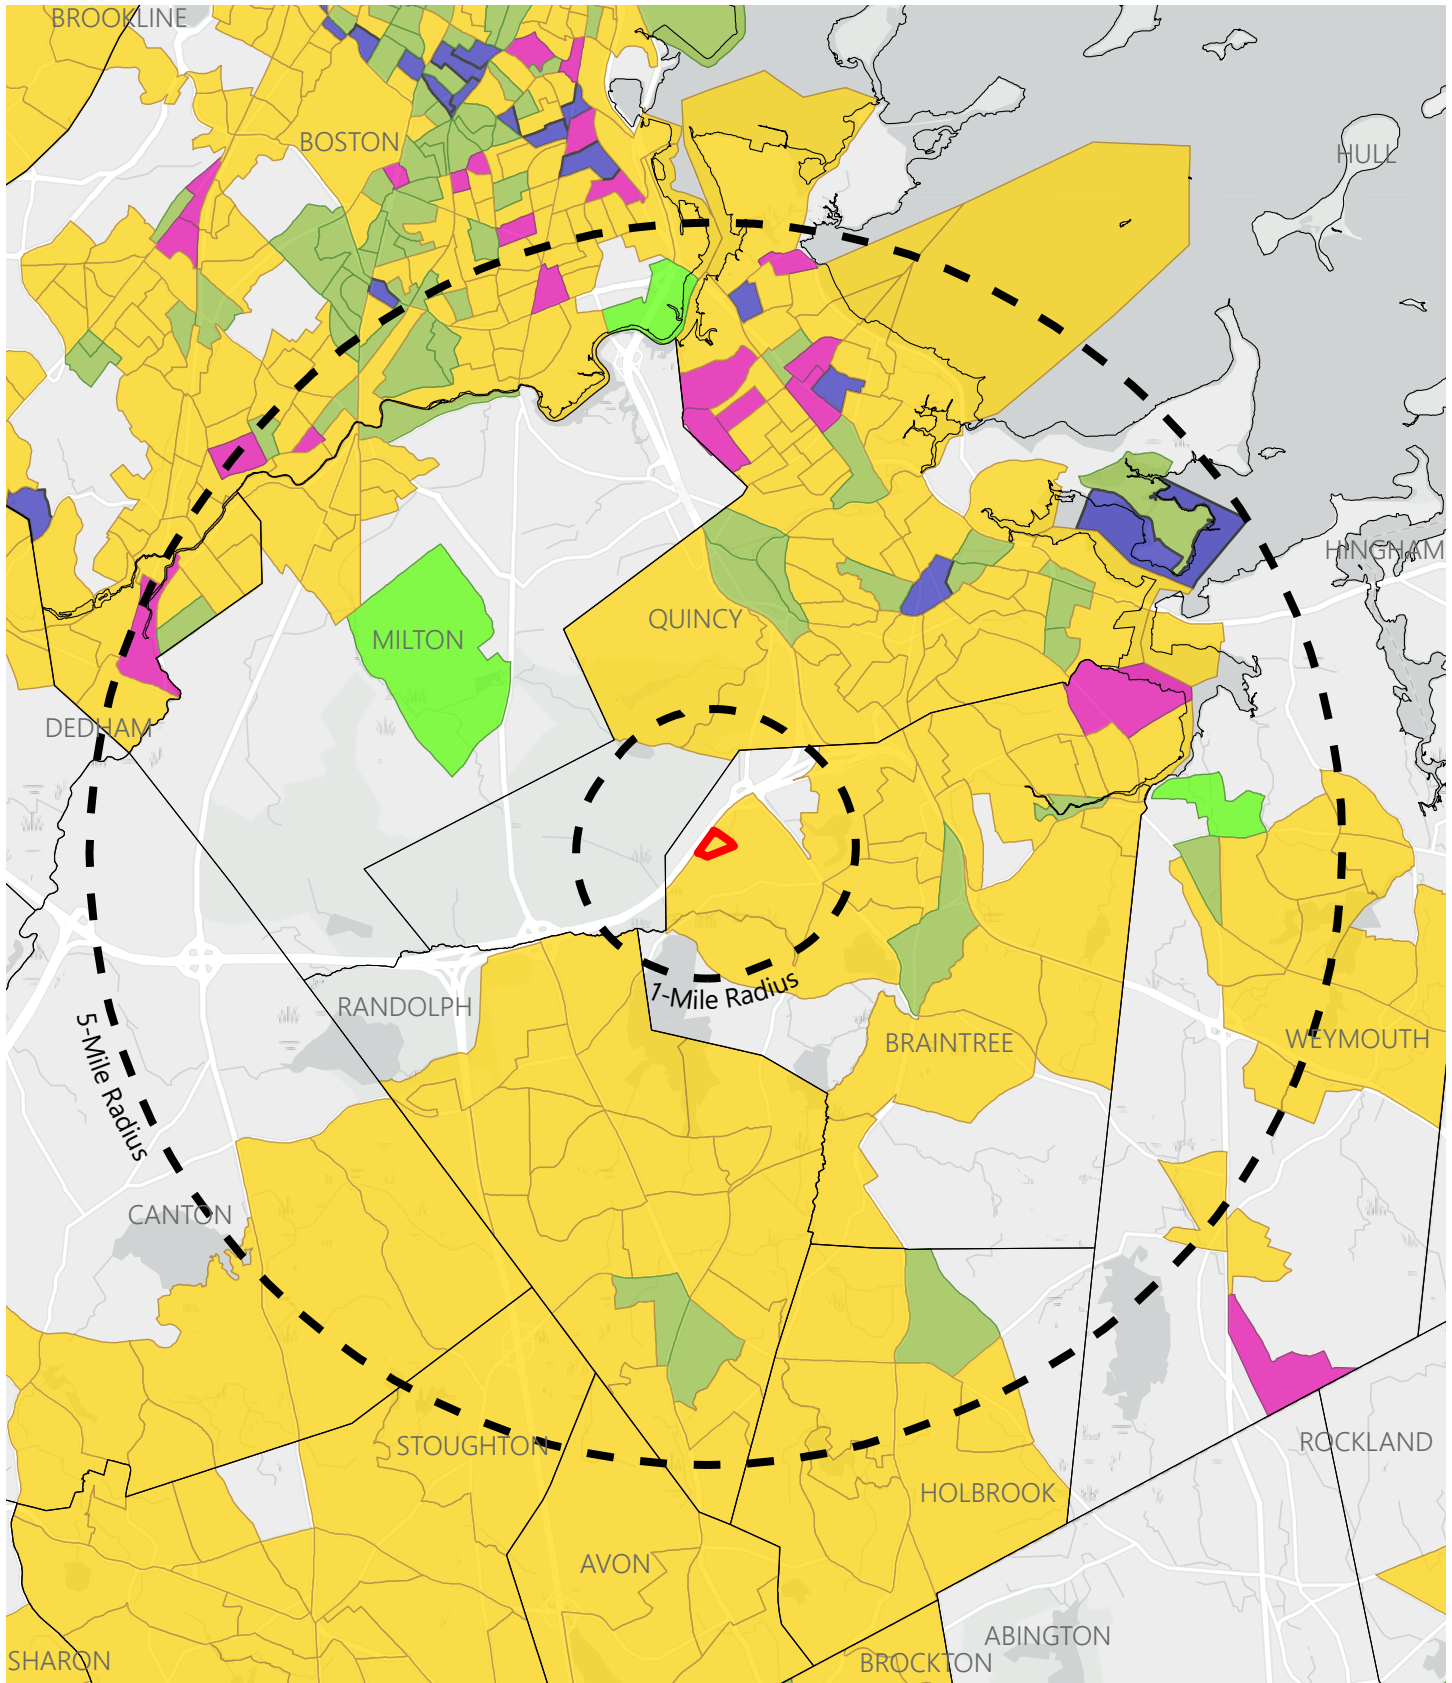 BROOKLINE
BOSTON
HULL
HINGHAM
QUINCY
MILTON
DEDHAM
1-Mile Radius
RANDOLPH
BRAINTREE
WEYMOUTH
5-Mile Radius
CANTON
STOUGHTON
ROCKLAND
HOLBROOK
AVON
ABINGTON
SHARON
BROCKTON